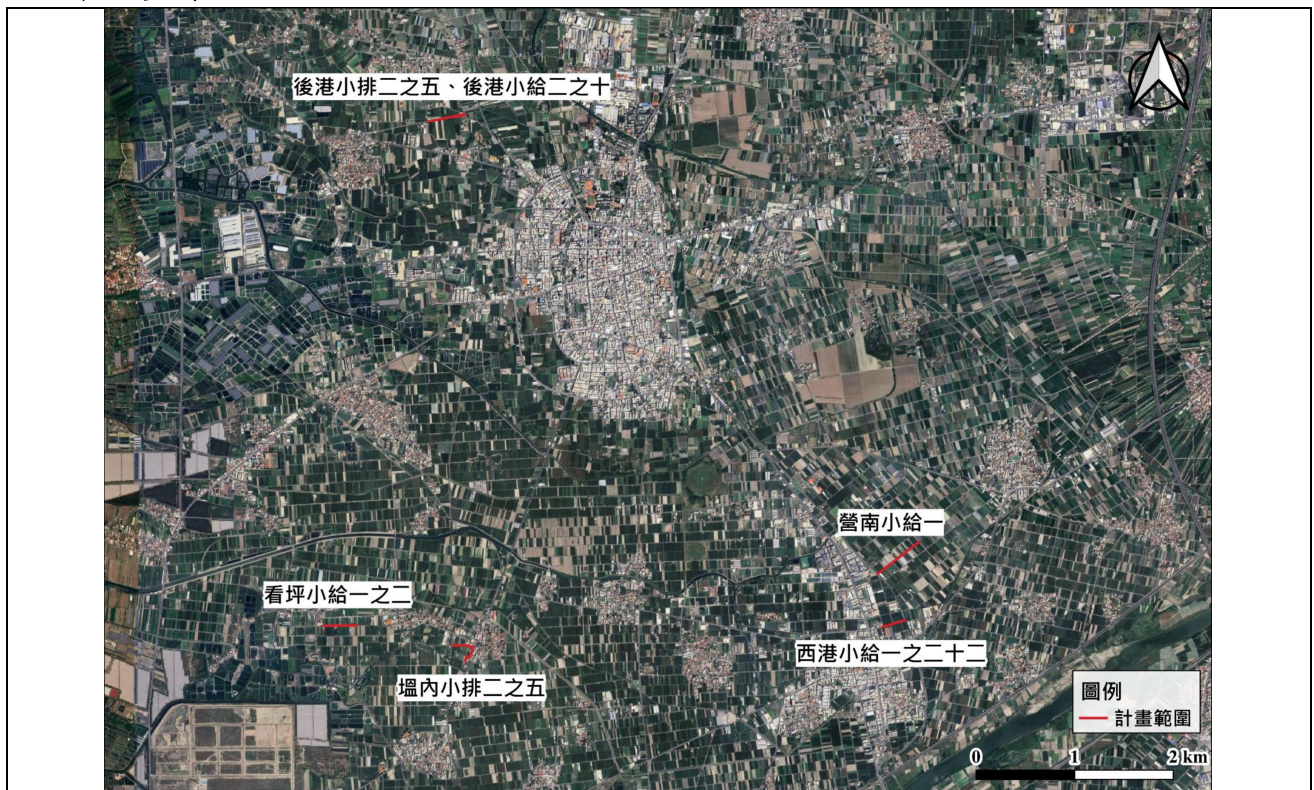 後港小排二之五、後港小給二之十
營南小給一
看坪小給一之二
西港小給一之二十二
塭內小排二之五
圖例
計畫範圍
0 1 2 km